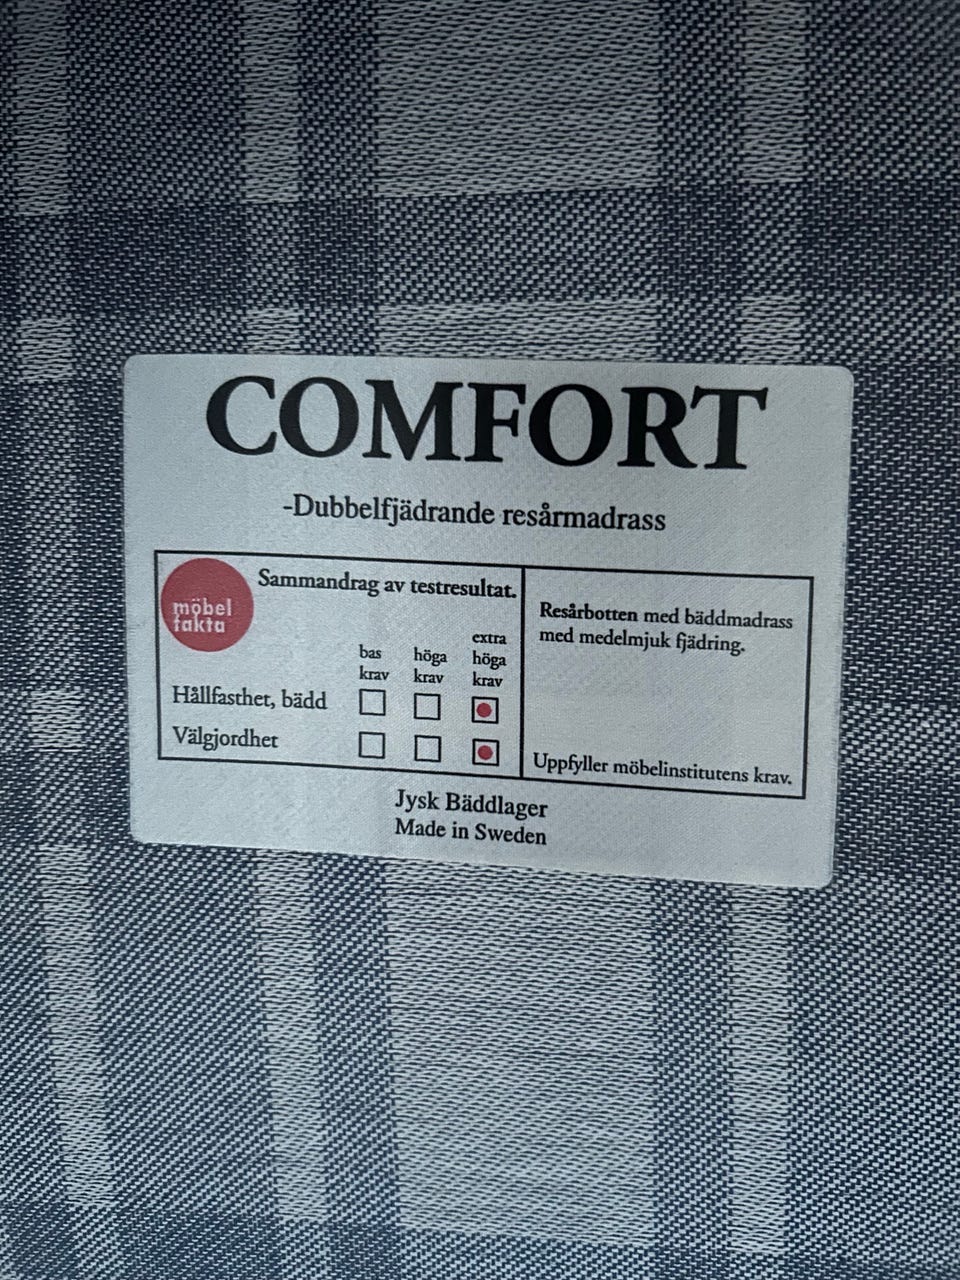 COMFORT
-Dubbelfjädrande resårmadrass
möbel
fakta
Sammandrag av testresultat.
bas
krav
höga
krav
extra
höga
krav
Hållfasthet, bädd
Välgjordhet
Resårbotten med bäddmadrass
med medelmjuk fjädring.
Uppfyller möbelinstitutens krav.
Jysk Bäddlager
Made in Sweden